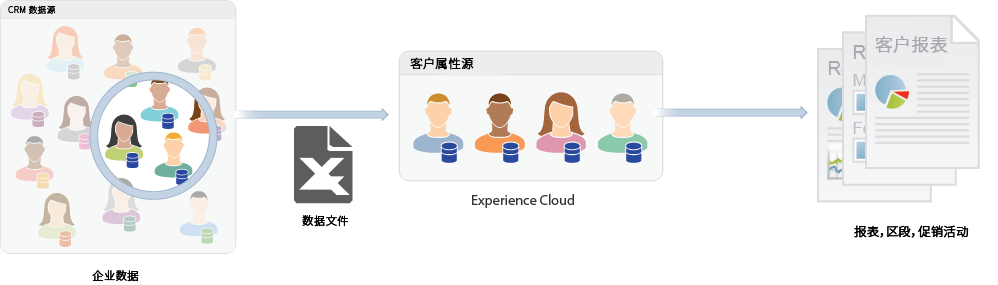 CRM 数据源
企业数据
数据文件
客户属性源
Experience Cloud
R
R
M
Fe
客户报表
报表，区段，促销活动